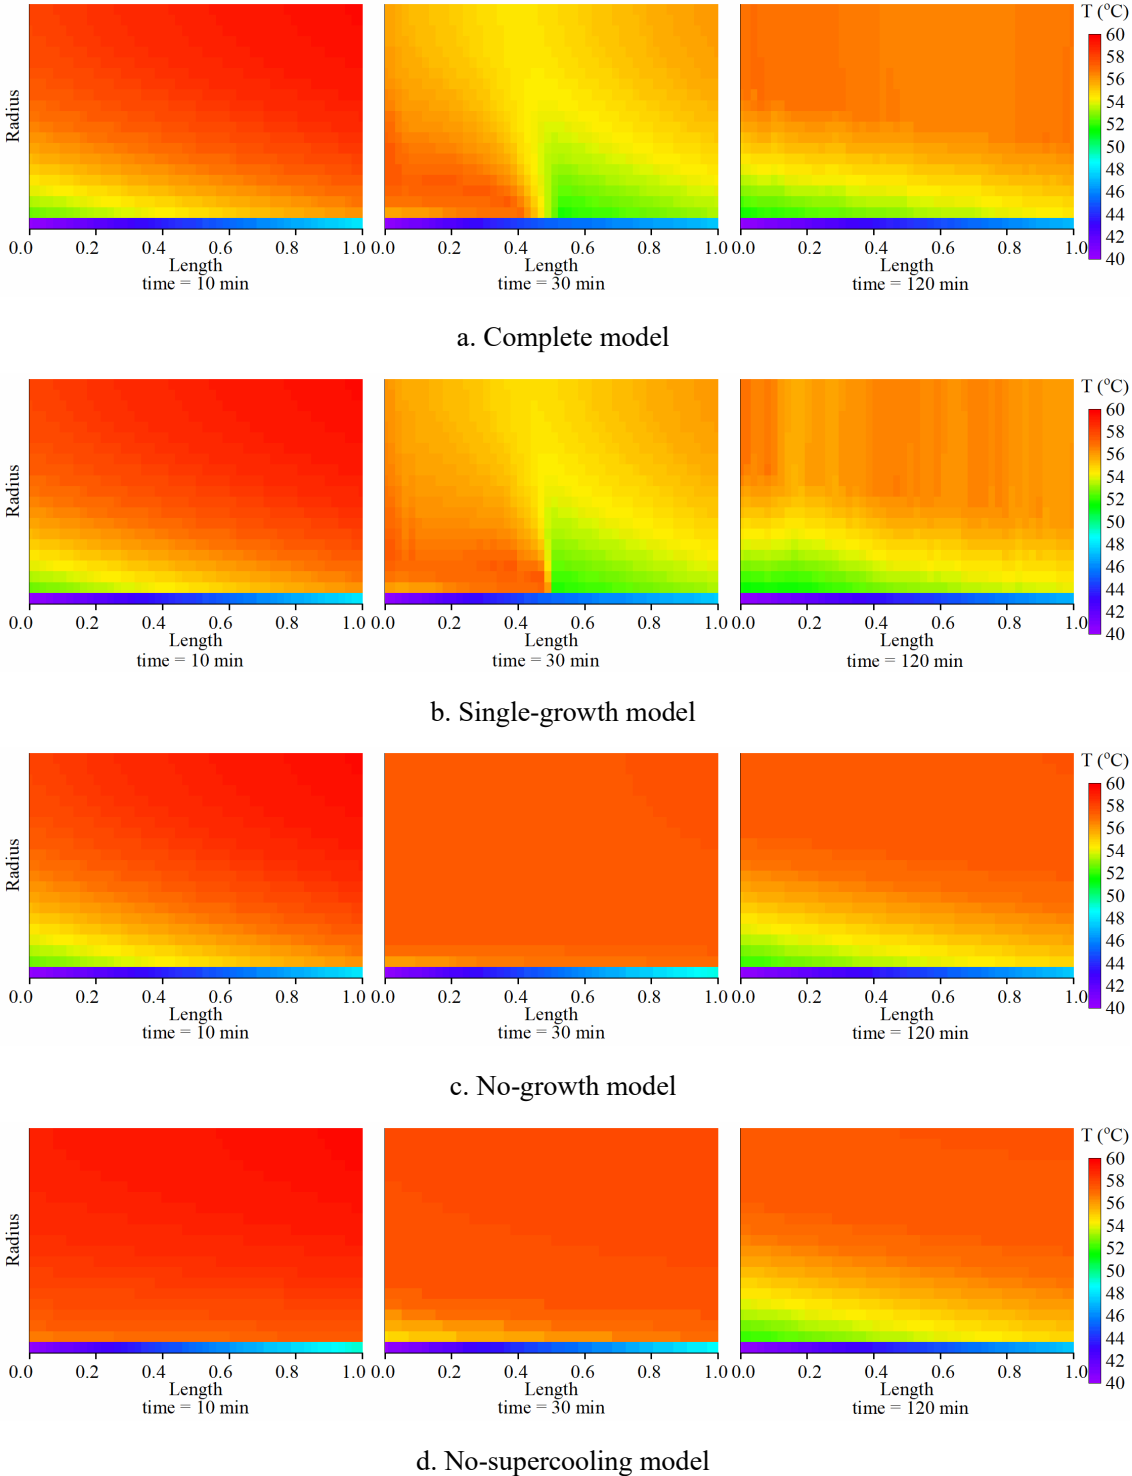 T (°C)
60
58
56
54
52
50
48
46
44
42
40
Radius
0.0 0.2 0.4 0.6 0.8 1.0
Length
time = 10 min
0.0 0.2 0.4 0.6 0.8 1.0
Length
time = 30 min
0.0 0.2 0.4 0.6 0.8 1.0
Length
time = 120 min
a. Complete model
T (°C)
60
58
56
54
52
50
48
46
44
42
40
Radius
0.0 0.2 0.4 0.6 0.8 1.0
Length
time = 10 min
0.0 0.2 0.4 0.6 0.8 1.0
Length
time = 30 min
0.0 0.2 0.4 0.6 0.8 1.0
Length
time = 120 min
b. Single-growth model
T (°C)
60
58
56
54
52
50
48
46
44
42
40
Radius
0.0 0.2 0.4 0.6 0.8 1.0
Length
time = 10 min
0.0 0.2 0.4 0.6 0.8 1.0
Length
time = 30 min
0.0 0.2 0.4 0.6 0.8 1.0
Length
time = 120 min
c. No-growth model
T (°C)
60
58
56
54
52
50
48
46
44
42
40
Radius
0.0 0.2 0.4 0.6 0.8 1.0
Length
time = 10 min
0.0 0.2 0.4 0.6 0.8 1.0
Length
time = 30 min
0.0 0.2 0.4 0.6 0.8 1.0
Length
time = 120 min
d. No-supercooling model